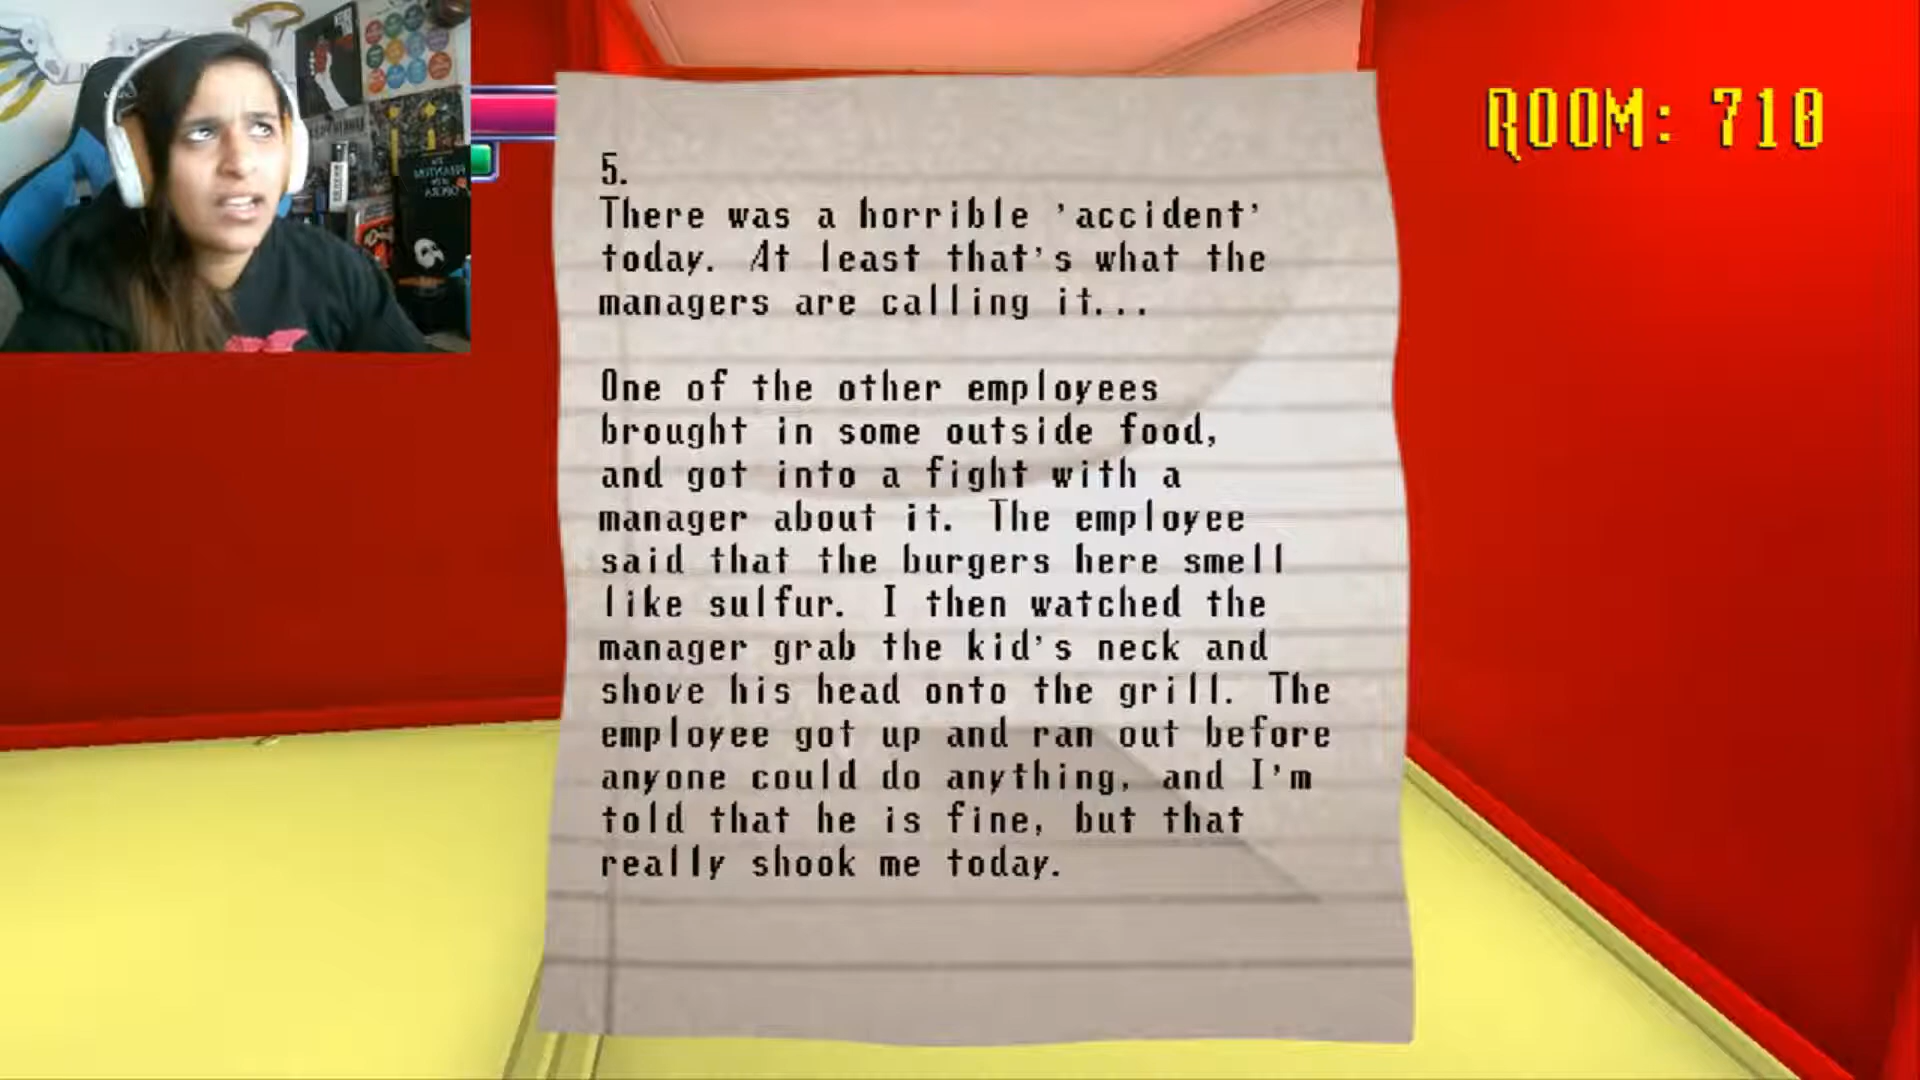 ROOM: 710
5.
There was a horrible 'accident'
today. At least that's what the
managers are calling it...
One of the other employees
brought in some outside food,
and got into a fight with a
manager about it. The employee
said that the burgers here smell
like sulfur. I then watched the
manager grab the kid's neck and
shove his head onto the grill. The
employee got up and ran out before
anyone could do anything, and I'm
told that he is fine, but that
really shook me today.